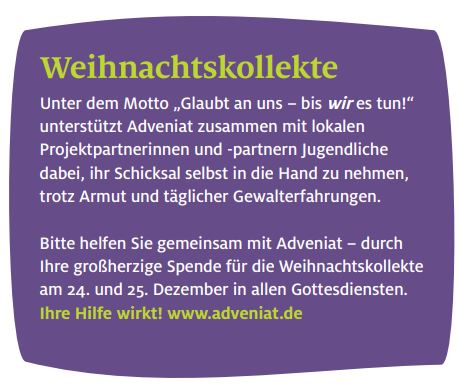 Weihnachtskollekte
Unter dem Motto „Glaubt an uns – bis wir es tun!“
unterstützt Adveniat zusammen mit lokalen
Projektpartnerinnen und -partnern Jugendliche
dabei, ihr Schicksal selbst in die Hand zu nehmen,
trotz Armut und täglicher Gewalterfahrungen.
Bitte helfen Sie gemeinsam mit Adveniat – durch
Ihre großherzige Spende für die Weihnachtskollekte
am 24. und 25. Dezember in allen Gottesdiensten.
Ihre Hilfe wirkt! www.adveniat.de